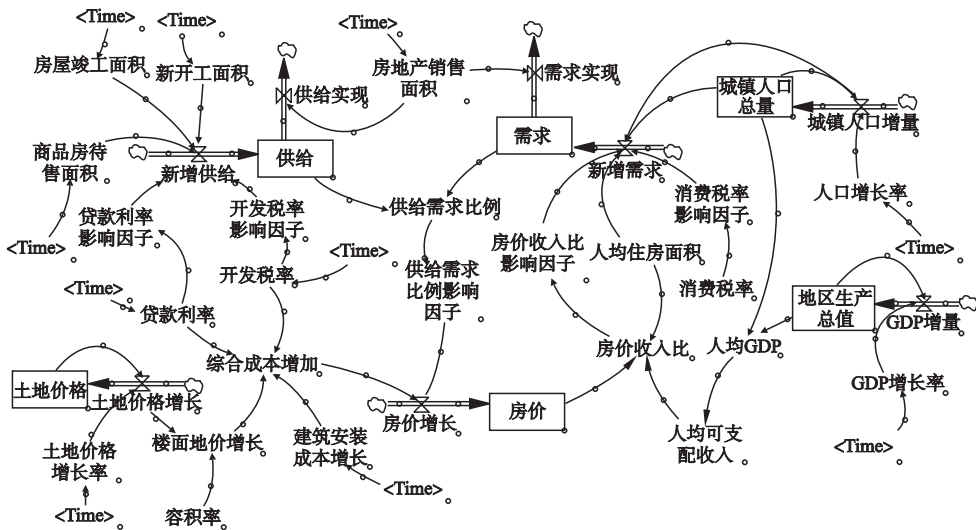 <Time>
<Time>
<Time>
房屋竣工面积
新开工面积
供给实现
房地产销售
面积
需求实现
城镇人口
总量
城镇人口增量
商品房待
售面积
新增供给
供给
需求
新增需求
消费税率
影响因子
人口增长率
贷款利率
影响因子
开发税率
影响因子
供给需求比例
房价收入比
影响因子
人均住房面积
<Time>
<Time>
<Time>
开发税率
供给需求
比例影响
因子
消费税率
<Time>
贷款利率
地区生产
总值
GDP增量
综合成本增加
房价收入比
人均GDP
土地价格
土地价格增长
GDP增长率
房价增长
房价
楼面地价增长
建筑安装
成本增长
人均可支
配收入
<Time>
土地价格
增长率
<Time>
<Time>
容积率